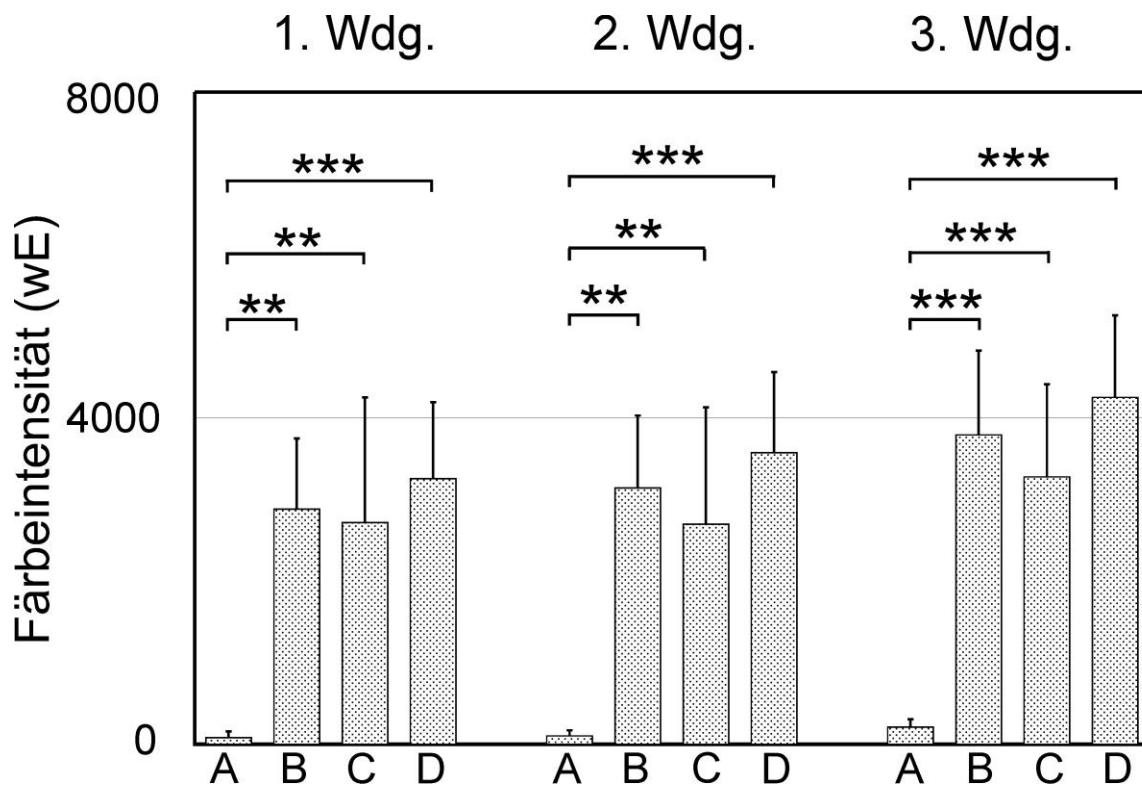 1. Wdg. 2. Wdg. 3. Wdg.
8000
*** *** ***
** ** ***
** ** ***
4000
0
A B C D A B C D A B C D
Färbeintensität (wE)